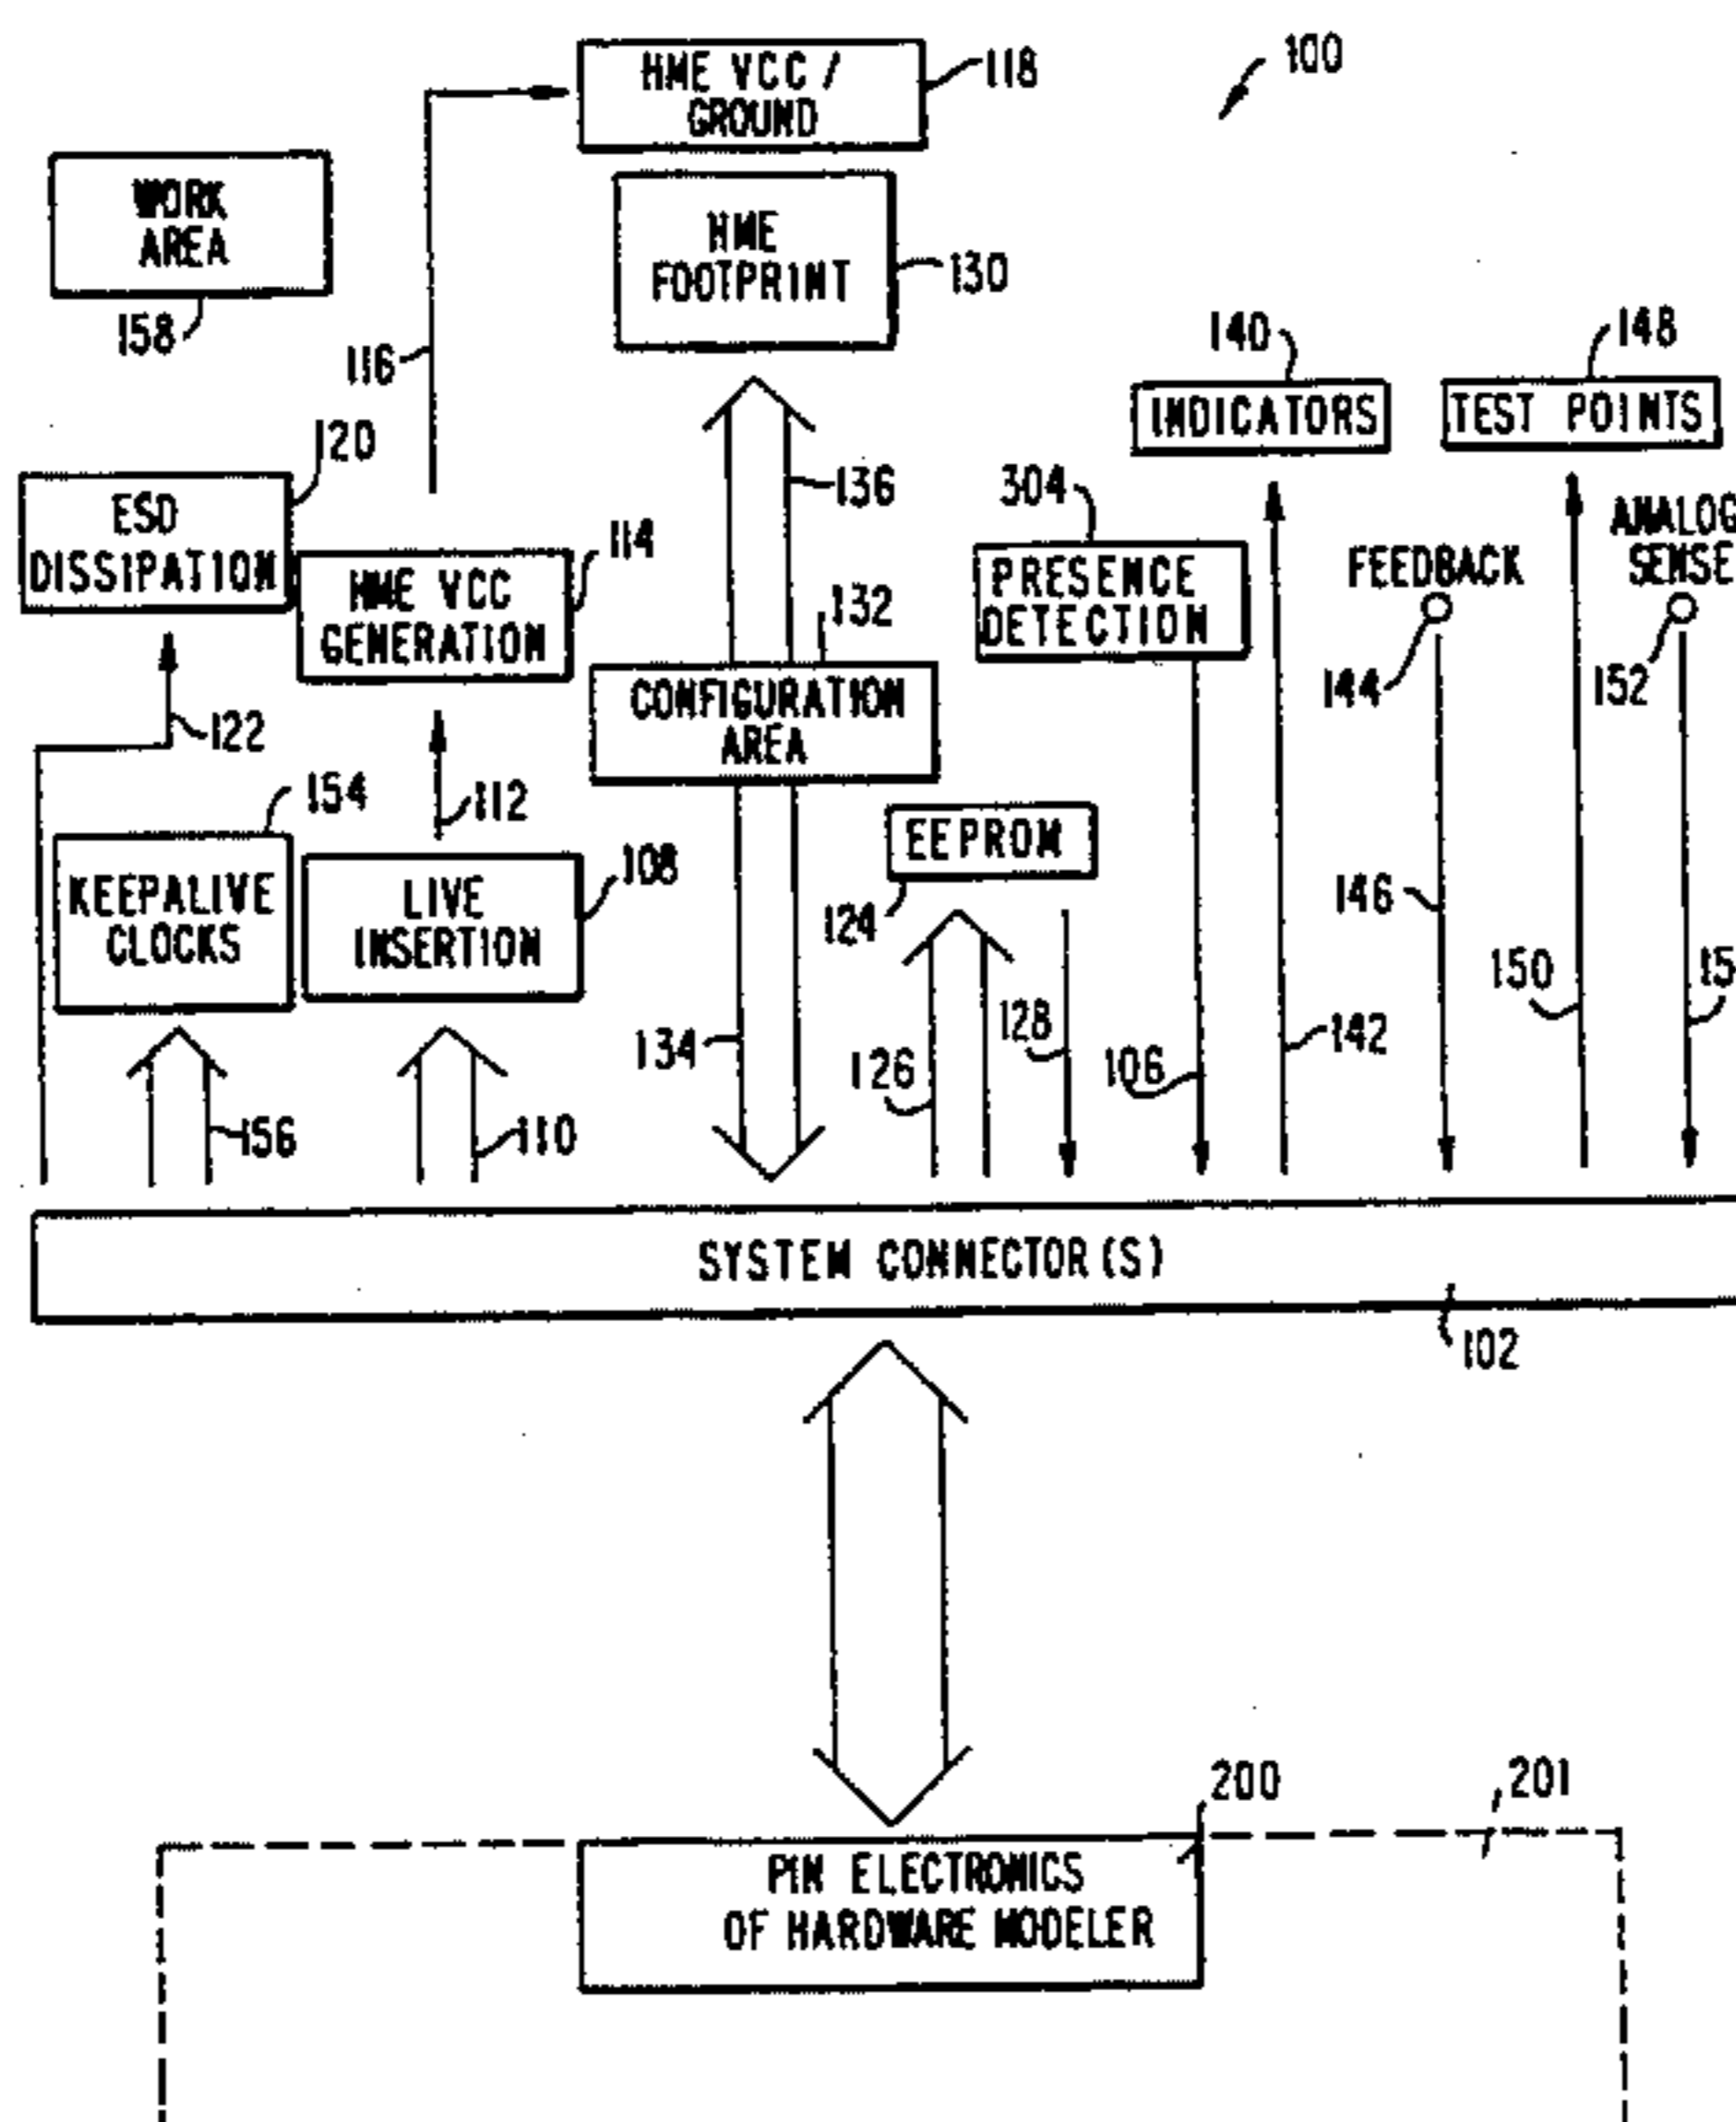 100
HME VCC /
GROUND
118
WORK
AREA
158
HME
FOOTPRINT
130
116
140
INDICATORS
148
TEST POINTS
120
ESD
DISSIPATION
136
304
PRESENCE
DETECTION
FEEDBACK
144
ANALOG
SENSE
152
HME VCC
GENERATION
114
132
CONFIGURATION
AREA
122
112
154
KEEPALIVE
CLOCKS
LIVE
INSERTION
108
EEPROM
124
146
150
134
126
128
106
142
156
110
SYSTEM CONNECTOR(S)
102
200
201
PIN ELECTRONICS
OF HARDWARE MODELER